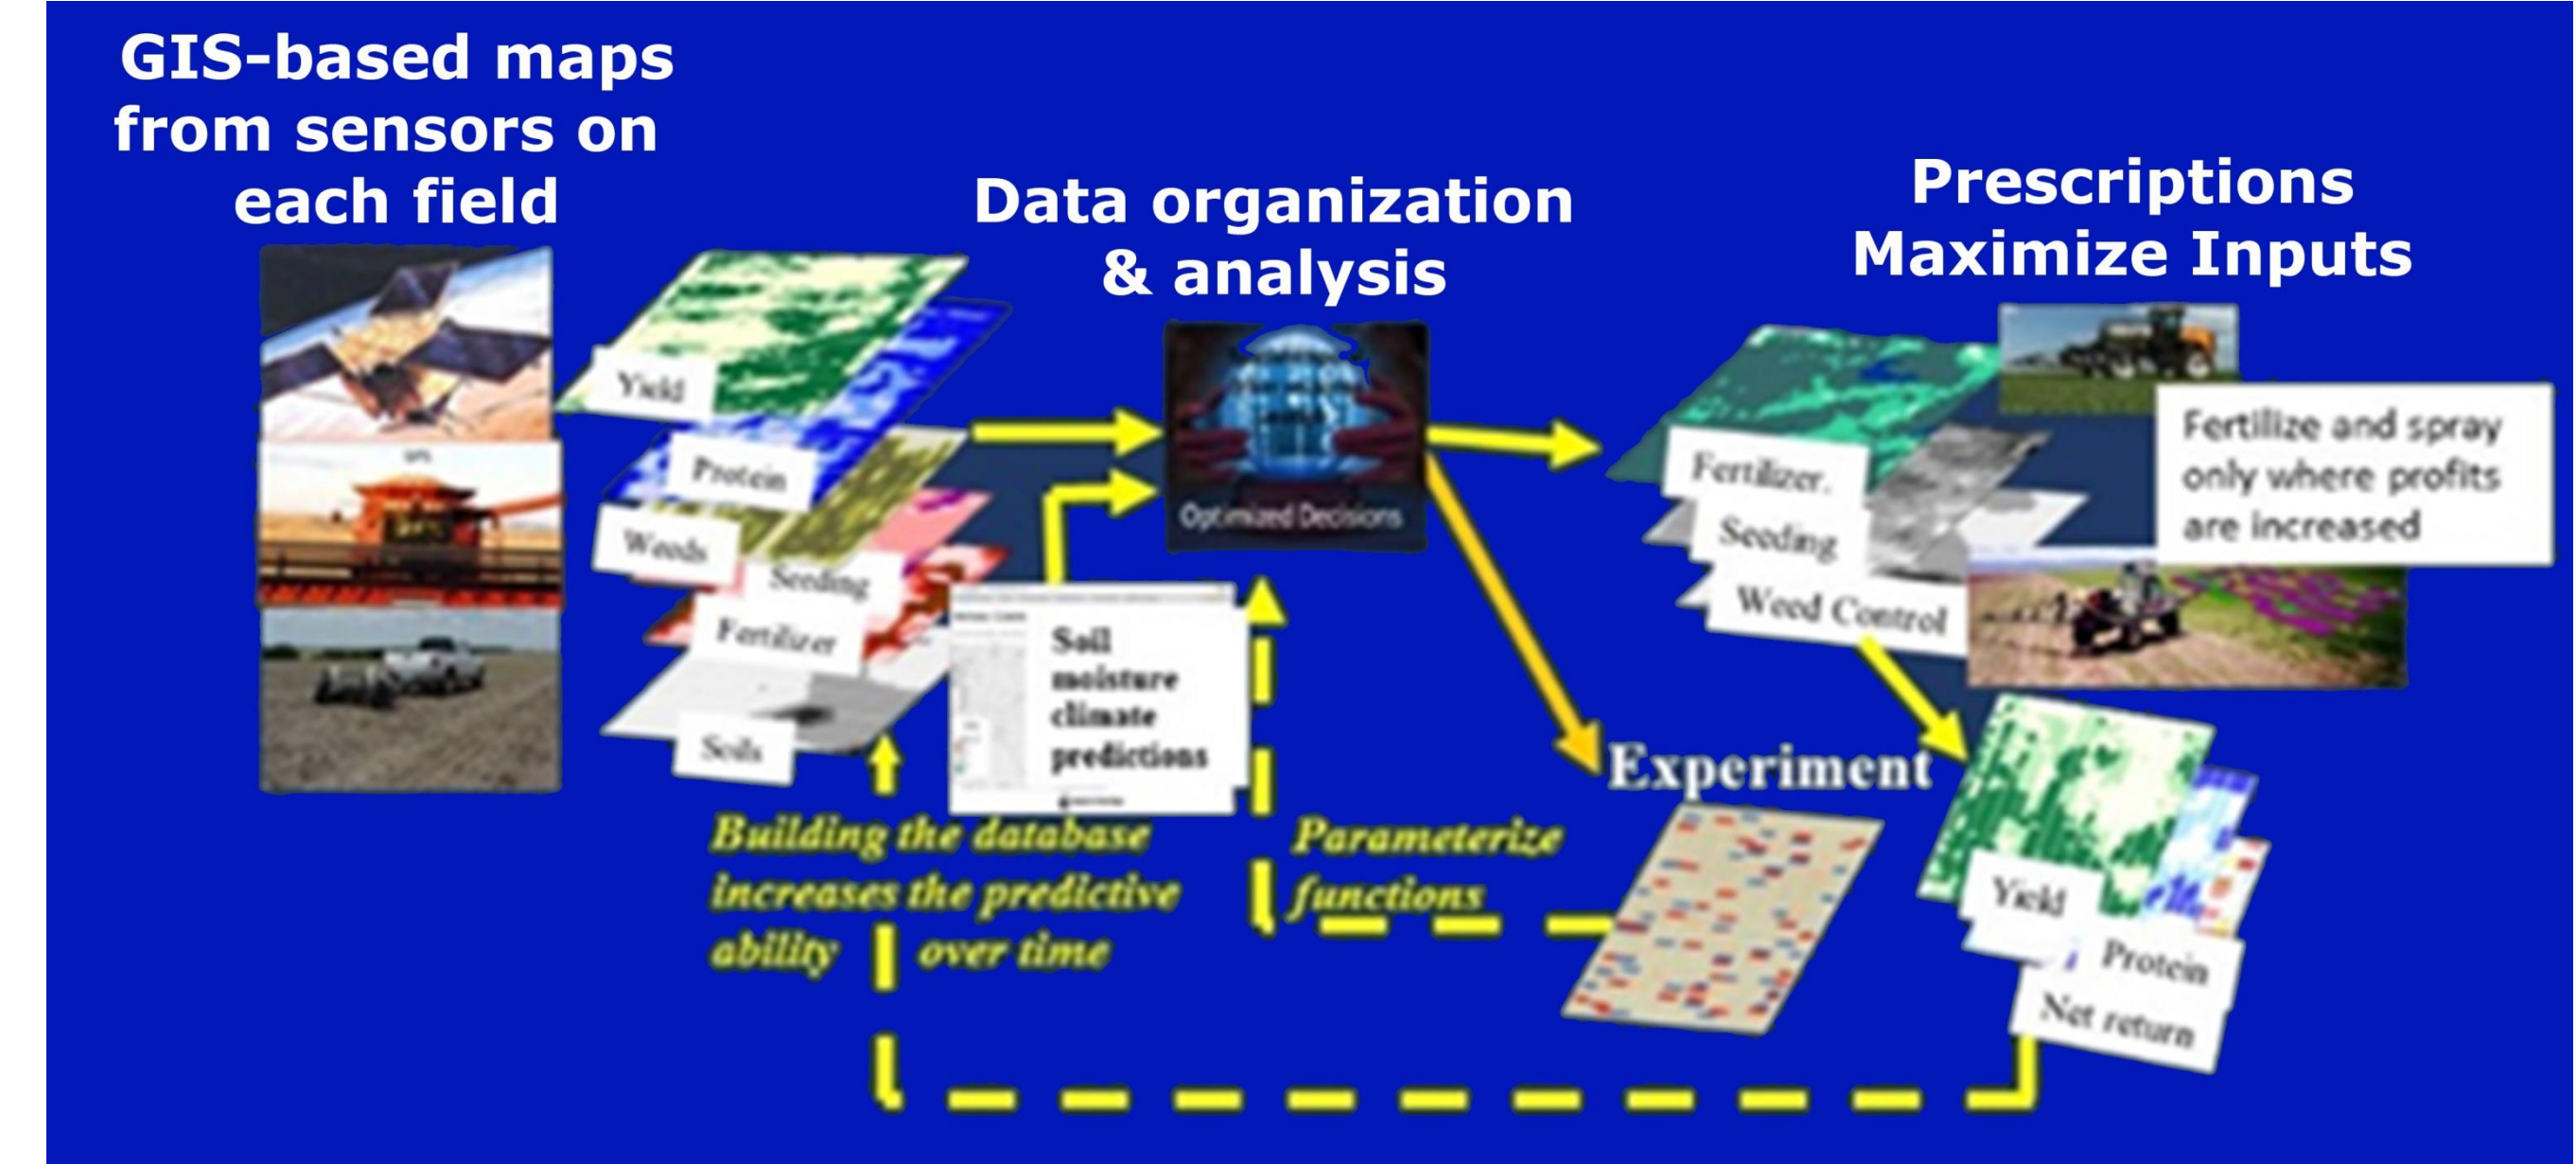 GIS-based maps
from sensors on
each field
Data organization
& analysis
Prescriptions
Maximize Inputs
Yield
Protein
Weeds
Seeding
Fertilizer
Soils
Optimized Decisions
Soil
moisture
climate
predictions
Fertilizer.
Seeding
Weed Control
Fertilize and spray
only where profits
are increased
Experiment
Building the database
increases the predictive
ability over time
Parameterize
functions
Yield
Protein
Net return